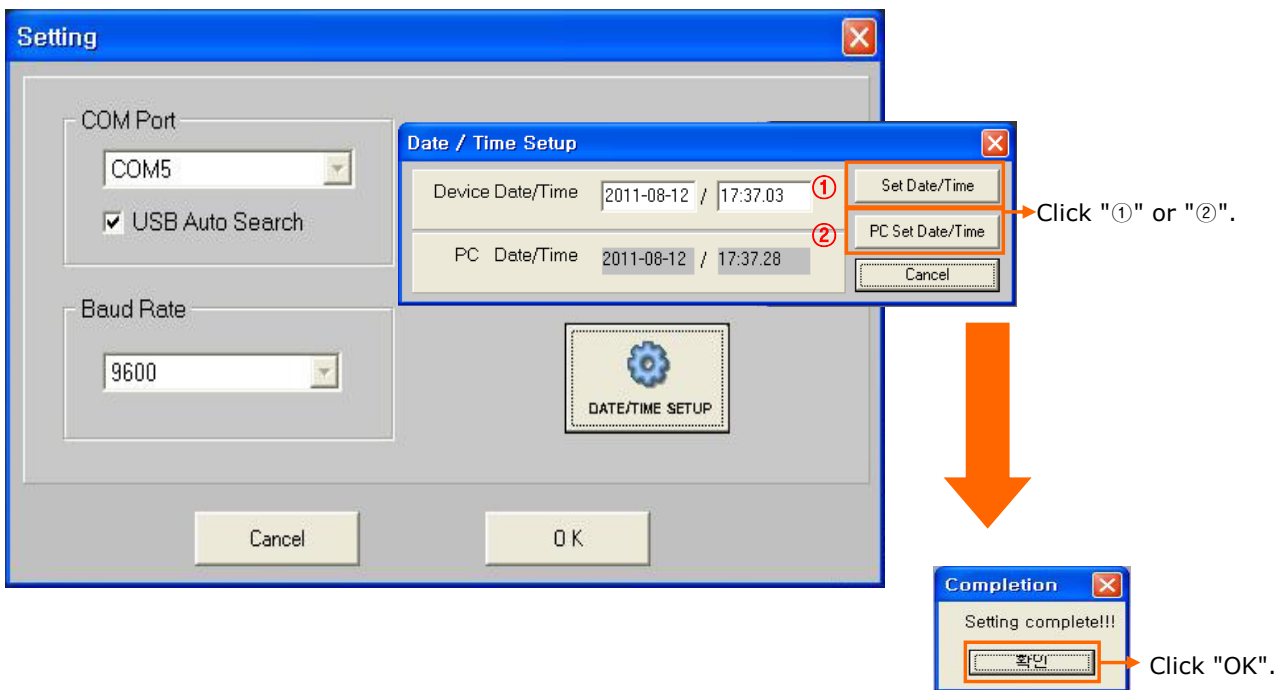 Setting
COM Port
COM5
USB Auto Search
Baud Rate
9600
Date / Time Setup
Device Date/Time 2011-08-12 / 17:37.03 ① Set Date/Time
② PC Set Date/Time
PC Date/Time 2011-08-12 / 17:37.28
Cancel
Click "①" or "②".
DATE/TIME SETUP
Cancel
O K
Completion
Setting complete!!!
확인
Click "OK".